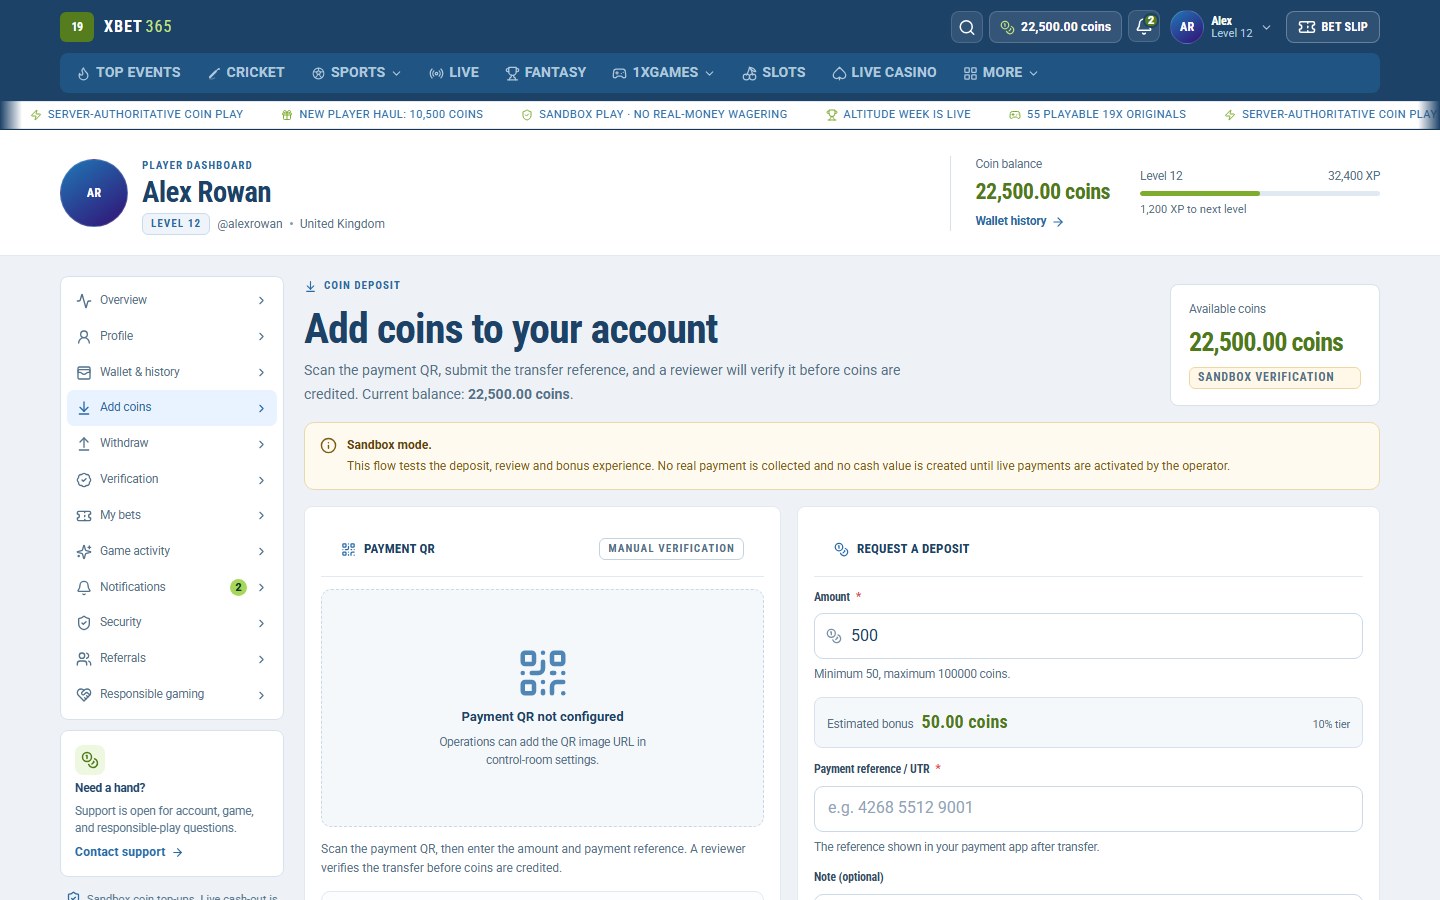 19 XBET 365
22,500.00 coins
2
AR
Alex
Level 12
BET SLIP
TOP EVENTS CRICKET SPORTS LIVE FANTASY 1XGAMES SLOTS LIVE CASINO MORE
SERVER-AUTHORITATIVE COIN PLAY NEW PLAYER HAUL: 10,500 COINS SANDBOX PLAY · NO REAL-MONEY WAGERING ALTITUDE WEEK IS LIVE 55 PLAYABLE 19X ORIGINALS SERVER-AUTHORITATIVE COIN PLAY
AR
PLAYER DASHBOARD
Alex Rowan
LEVEL 12 @alexrowan • United Kingdom
Coin balance
22,500.00 coins
Wallet history
Level 12 32,400 XP
1,200 XP to next level
Overview
Profile
Wallet & history
Add coins
Withdraw
Verification
My bets
Game activity
Notifications 2
Security
Referrals
Responsible gaming
Need a hand?
Support is open for account, game,
and responsible-play questions.
Contact support
Sandbox coin top-ups. Live cash-out is
COIN DEPOSIT
Add coins to your account
Scan the payment QR, submit the transfer reference, and a reviewer will verify it before coins are
credited. Current balance: 22,500.00 coins.
Available coins
22,500.00 coins
SANDBOX VERIFICATION
Sandbox mode.
This flow tests the deposit, review and bonus experience. No real payment is collected and no cash value is created until live payments are activated by the operator.
PAYMENT QR MANUAL VERIFICATION
Payment QR not configured
Operations can add the QR image URL in
control-room settings.
Scan the payment QR, then enter the amount and payment reference. A reviewer
verifies the transfer before coins are credited.
REQUEST A DEPOSIT
Amount *
500
Minimum 50, maximum 100000 coins.
Estimated bonus 50.00 coins 10% tier
Payment reference / UTR *
e.g. 4268 5512 9001
The reference shown in your payment app after transfer.
Note (optional)